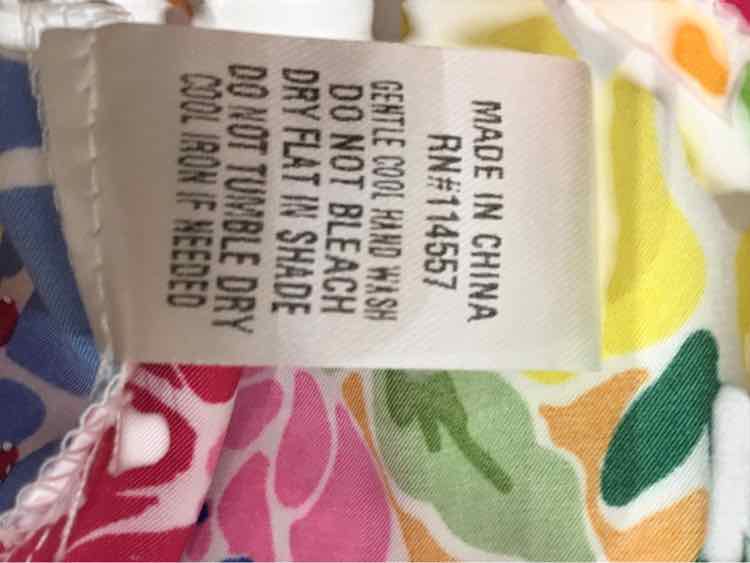 MADE IN CHINA
RN#114557
GENTLE COOL HAND WASH
DO NOT BLEACH
DRY FLAT IN SHADE
DO NOT TUMBLE DRY
COOL IRON IF NEEDED